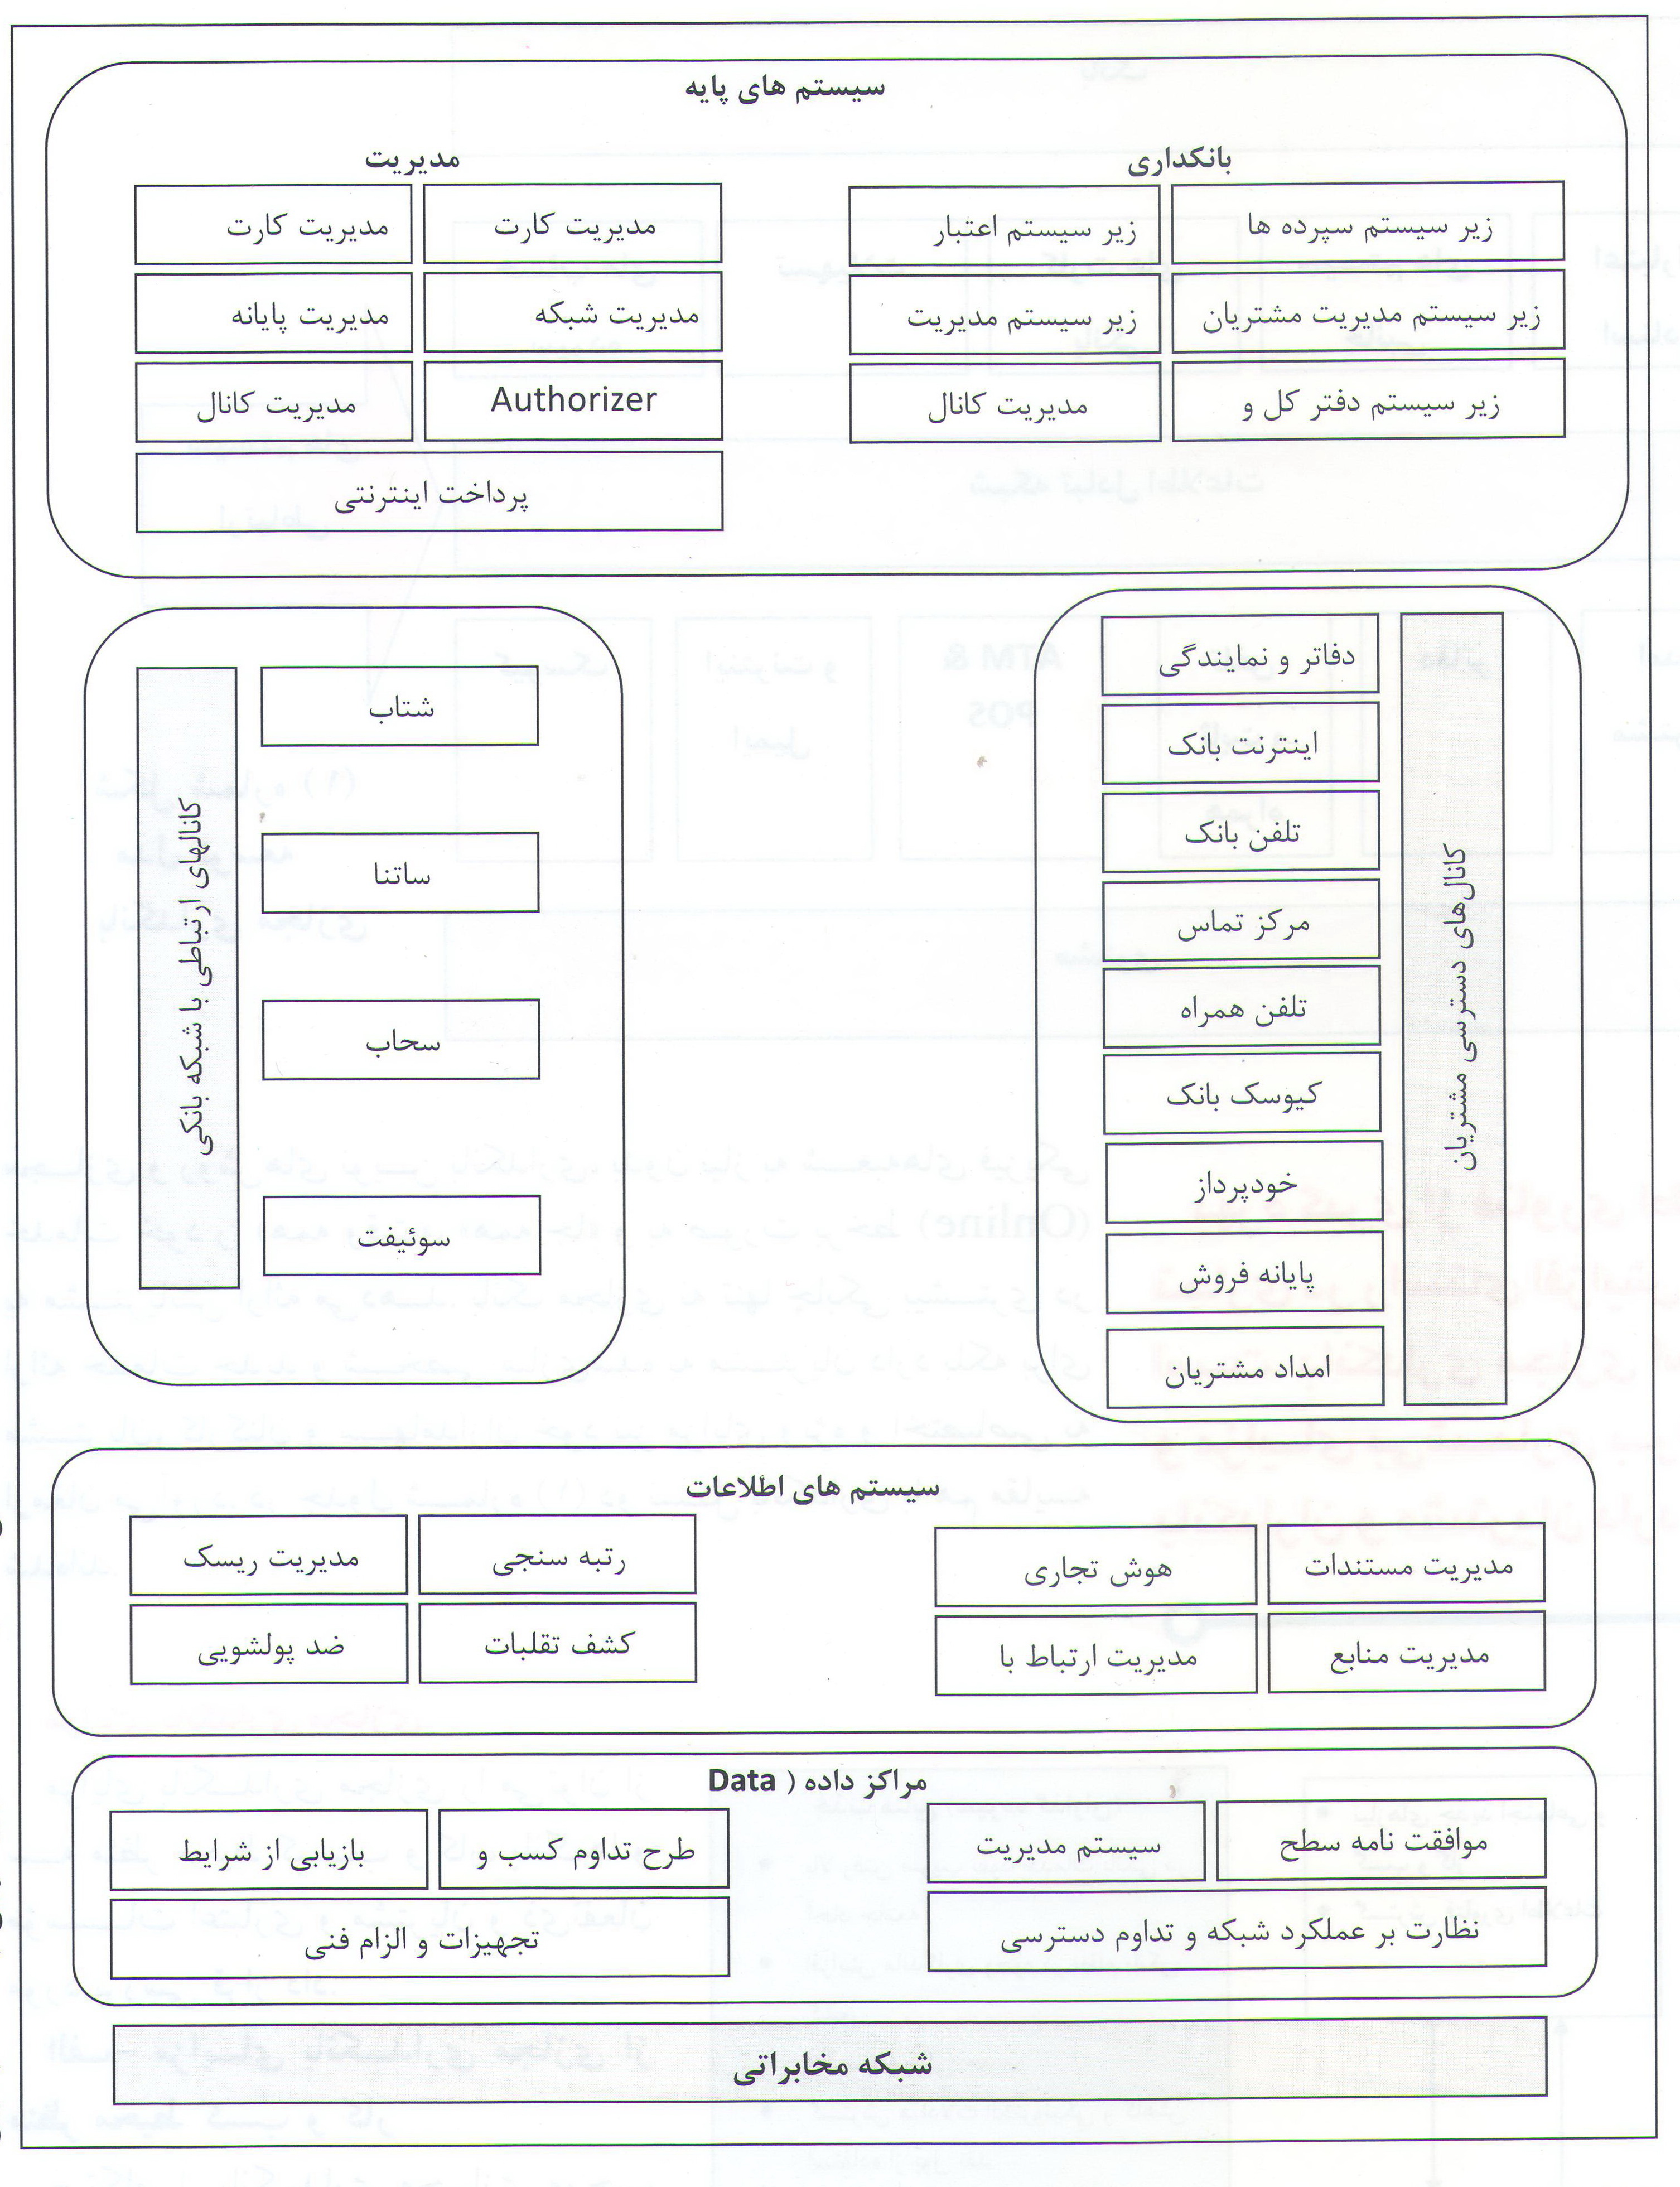 سیستم های پایه
بانکداری
زیر سیستم سپرده ها
زیر سیستم اعتبار
زیر سیستم مدیریت مشتریان
زیر سیستم مدیریت
زیر سیستم دفتر کل و
مدیریت کانال
مدیریت
مدیریت کارت
مدیریت کارت
مدیریت شبکه
مدیریت پایانه
Authorizer
مدیریت کانال
پرداخت اینترنتی
کانال‌های دسترسی مشتریان
دفاتر و نمایندگی
اینترنت بانک
تلفن بانک
مرکز تماس
تلفن همراه
کیوسک بانک
خودپرداز
پایانه فروش
امداد مشتریان
شتاب
ساتنا
سحاب
سوئیفت
کانالهای ارتباطی با شبکه بانکی
سیستم های اطلاعات
مدیریت مستندات
هوش تجاری
مدیریت منابع
مدیریت ارتباط با
رتبه سنجی
مدیریت ریسک
کشف تقلبات
ضد پولشویی
مراکز داده ( Data
موافقت نامه سطح
سیستم مدیریت
نظارت بر عملکرد شبکه و تداوم دسترسی
طرح تداوم کسب و
بازیابی از شرایط
تجهیزات و الزام فنی
شبکه مخابراتی